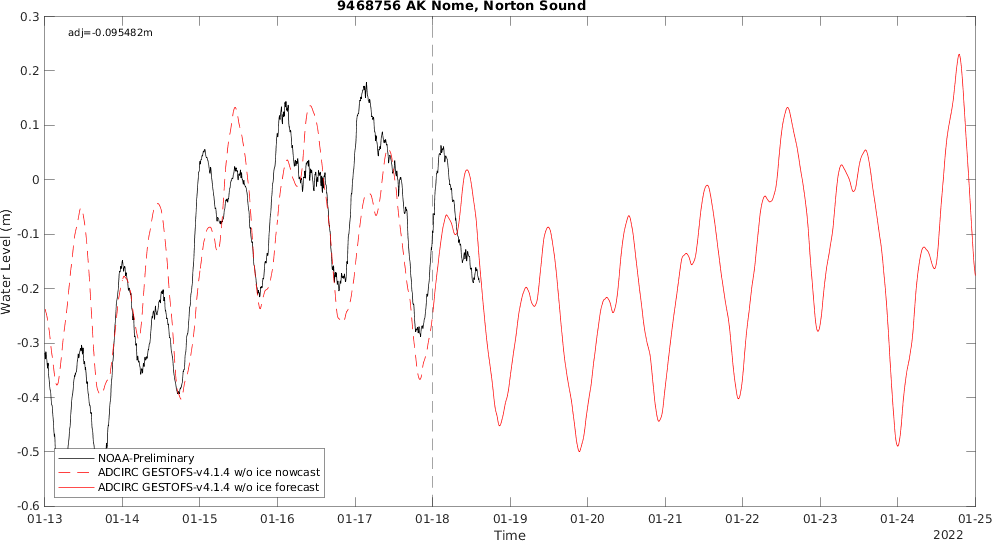 9468756 AK Nome, Norton Sound
adj=-0.095482m
0.3
0.2
0.1
0
-0.1
-0.2
-0.3
-0.4
-0.5
-0.6
Water Level (m)
NOAA-Preliminary
ADCIRC GESTOFS-v4.1.4 w/o ice nowcast
ADCIRC GESTOFS-v4.1.4 w/o ice forecast
01-13 01-14 01-15 01-16 01-17 01-18 01-19 01-20 01-21 01-22 01-23 01-24 01-25
Time
2022